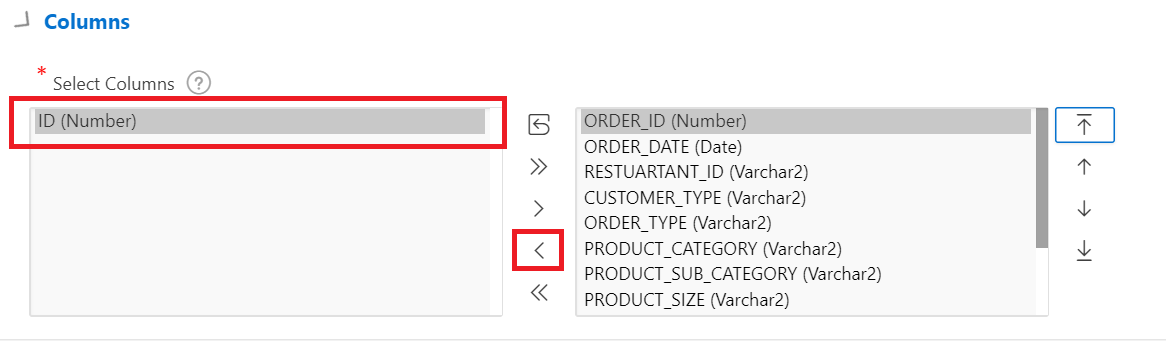 Columns
* Select Columns ?
ID (Number)
ORDER_ID (Number)
ORDER_DATE (Date)
RESTUARTANT_ID (Varchar2)
CUSTOMER_TYPE (Varchar2)
ORDER_TYPE (Varchar2)
PRODUCT_CATEGORY (Varchar2)
PRODUCT_SUB_CATEGORY (Varchar2)
PRODUCT_SIZE (Varchar2)